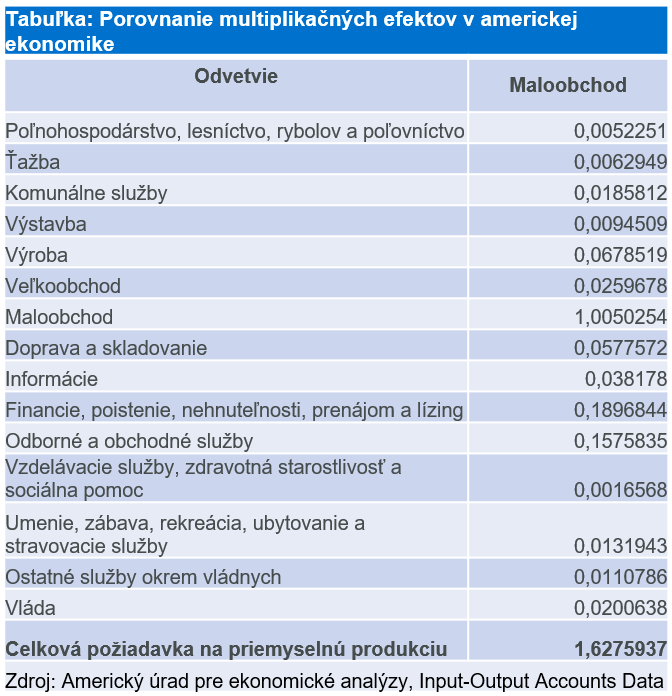 Tabuľka: Porovnanie multiplikačných efektov v americkej
ekonomike
Odvetvie Maloobchod
Poľnohospodárstvo, lesníctvo, rybolov a poľovníctvo 0,0052251
Ťažba 0,0062949
Komunálne služby 0,0185812
Výstavba 0,0094509
Výroba 0,0678519
Veľkoobchod 0,0259678
Maloobchod 1,0050254
Doprava a skladovanie 0,0577572
Informácie 0,038178
Financie, poistenie, nehnuteľnosti, prenájom a lízing 0,1896844
Odborné a obchodné služby 0,1575835
Vzdelávacie služby, zdravotná starostlivosť a
sociálna pomoc 0,0016568
Umenie, zábava, rekreácia, ubytovanie a
stravovacie služby 0,0131943
Ostatné služby okrem vládnych 0,0110786
Vláda 0,0200638
Celková požiadavka na priemyselnú produkciu 1,6275937
Zdroj: Americký úrad pre ekonomické analýzy, Input-Output Accounts Data